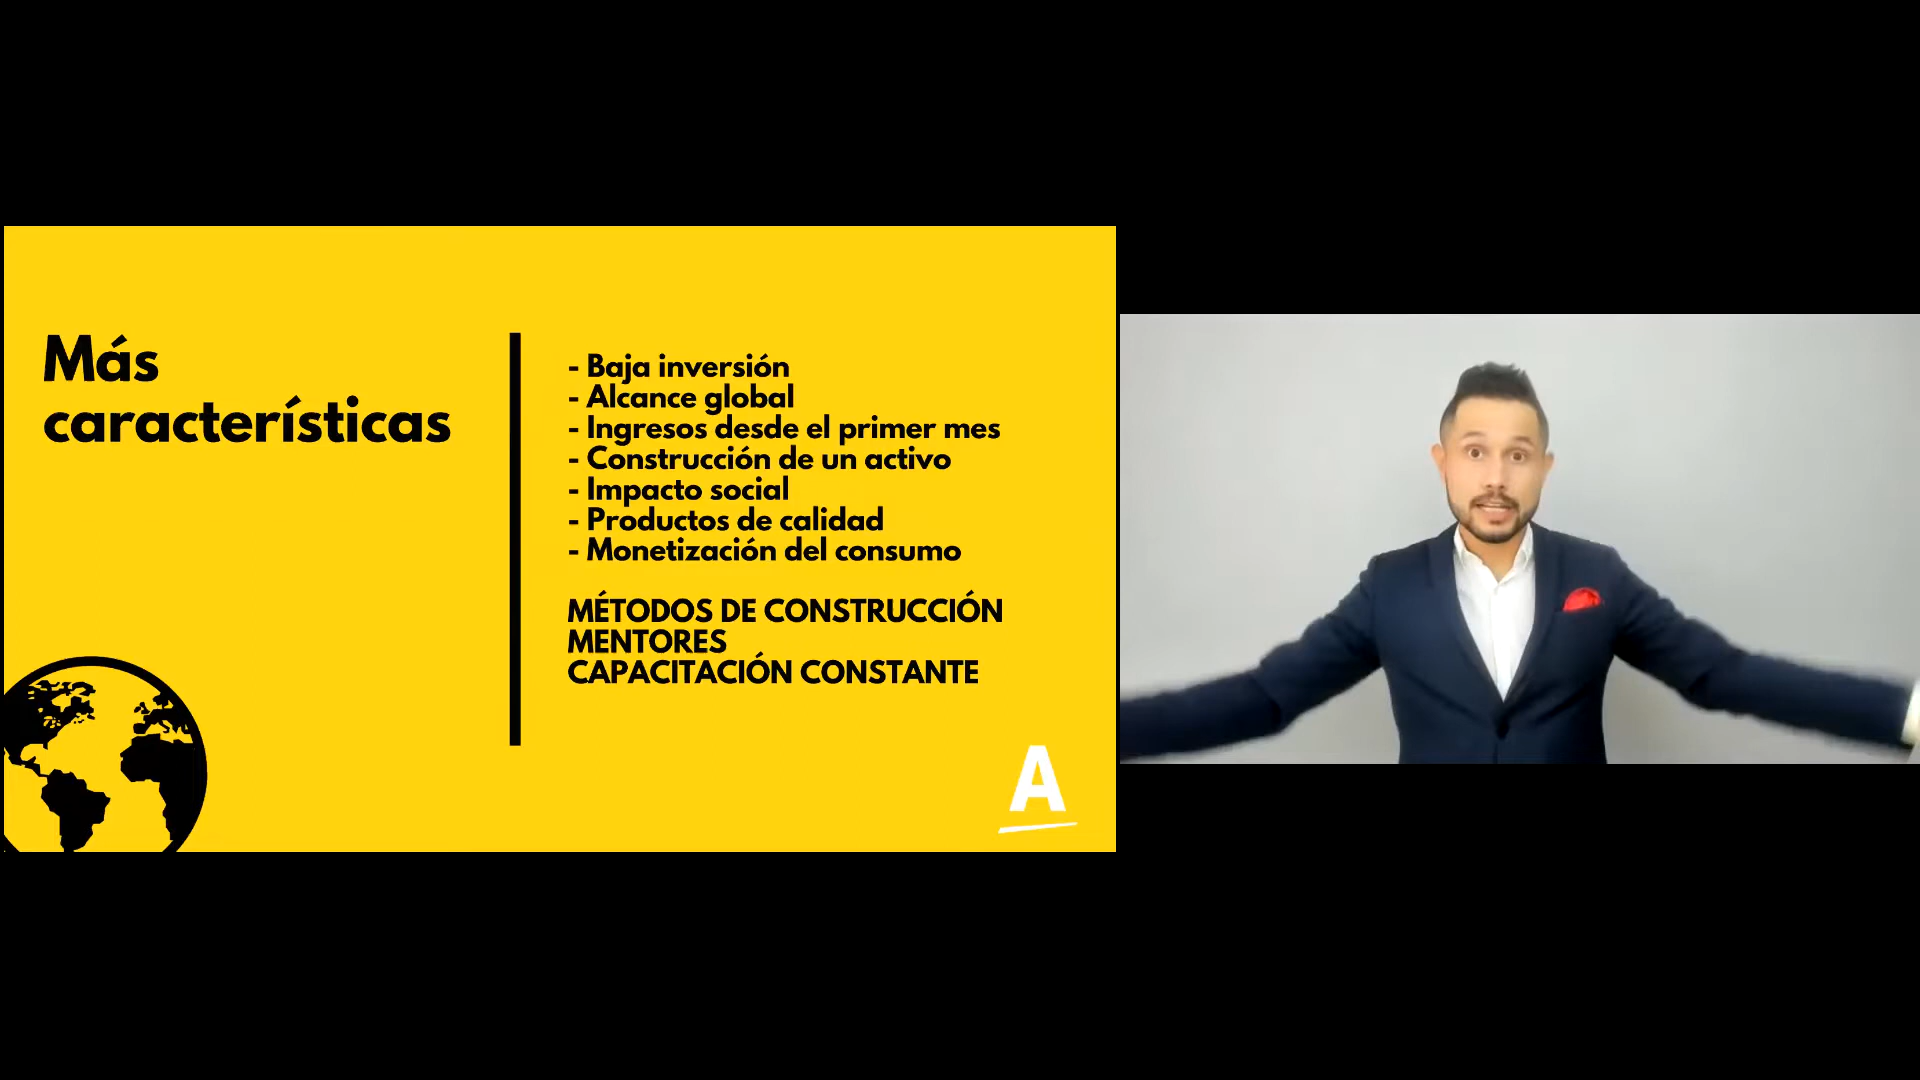 Más
características
- Baja inversión
- Alcance global
- Ingresos desde el primer mes
- Construcción de un activo
- Impacto social
- Productos de calidad
- Monetización del consumo
MÉTODOS DE CONSTRUCCIÓN
MENTORES
CAPACITACIÓN CONSTANTE
A